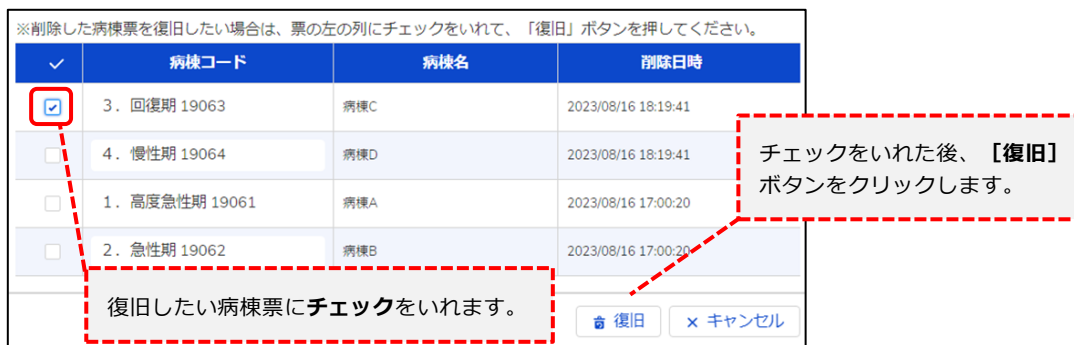 ※削除した病棟票を復旧したい場合は、票の左の列にチェックをいれて、「復旧」ボタンを押してください。
病棟コード 病棟名 削除日時
3. 回復期 19063 病棟C 2023/08/16 18:19:41
4. 慢性期 19064 病棟D 2023/08/16 18:19:41
1. 高度急性期 19061 病棟A 2023/08/16 17:00:20
2. 急性期 19062 病棟B 2023/08/16 17:00:20
チェックをいれた後、［復旧］
ボタンをクリックします。
復旧したい病棟票にチェックをいれます。
復旧 × キャンセル